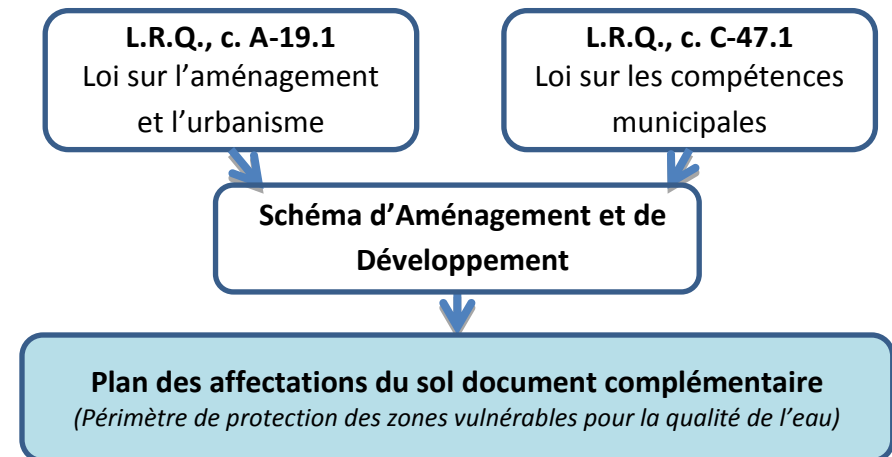 L.R.Q., c. A-19.1
Loi sur l’aménagement
et l’urbanisme
L.R.Q., c. C-47.1
Loi sur les compétences
municipales
Schéma d’Aménagement et de
Développement
Plan des affectations du sol document complémentaire
(Périmètre de protection des zones vulnérables pour la qualité de l’eau)